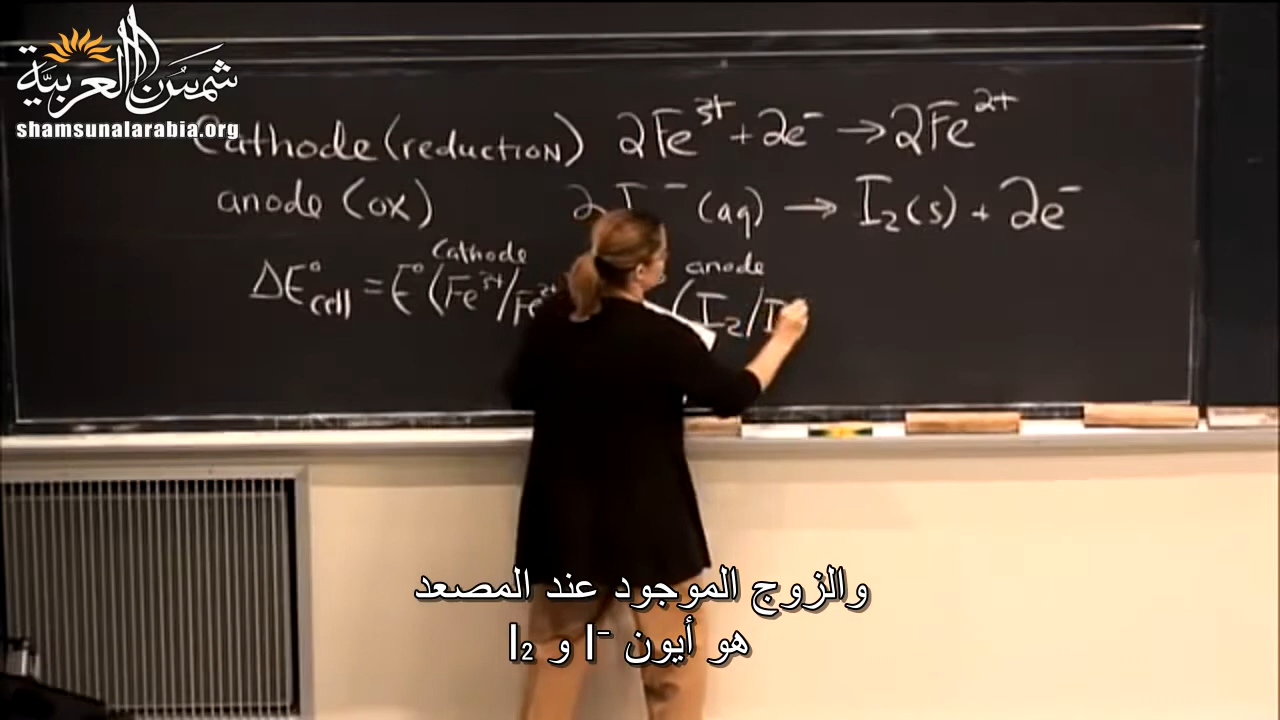 شمس العربية
shamsunalarabia.org
Cathode (reduction) 2Fe³⁺ + 2e⁻ → 2Fe²⁺
anode (ox) 2I⁻ (aq) → I₂(s) + 2e⁻
cathode anode
ΔE°cell = E° (Fe³⁺/Fe²⁺ (I₂/I
والزوج الموجود عند المصعد
هو أيون I⁻ و I₂